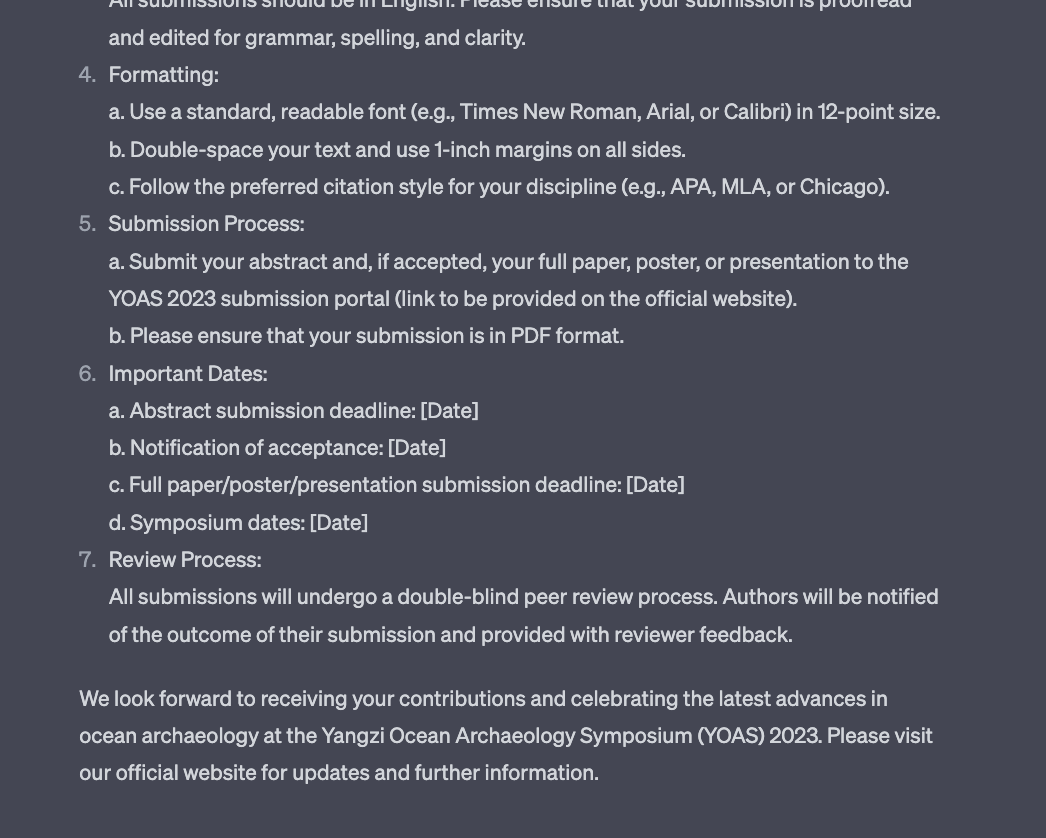 All submissions should be in English. Please ensure that your submission is proofread
and edited for grammar, spelling, and clarity.
4. Formatting:
a. Use a standard, readable font (e.g., Times New Roman, Arial, or Calibri) in 12-point size.
b. Double-space your text and use 1-inch margins on all sides.
c. Follow the preferred citation style for your discipline (e.g., APA, MLA, or Chicago).
5. Submission Process:
a. Submit your abstract and, if accepted, your full paper, poster, or presentation to the
YOAS 2023 submission portal (link to be provided on the official website).
b. Please ensure that your submission is in PDF format.
6. Important Dates:
a. Abstract submission deadline: [Date]
b. Notification of acceptance: [Date]
c. Full paper/poster/presentation submission deadline: [Date]
d. Symposium dates: [Date]
7. Review Process:
All submissions will undergo a double-blind peer review process. Authors will be notified
of the outcome of their submission and provided with reviewer feedback.
We look forward to receiving your contributions and celebrating the latest advances in
ocean archaeology at the Yangzi Ocean Archaeology Symposium (YOAS) 2023. Please visit
our official website for updates and further information.